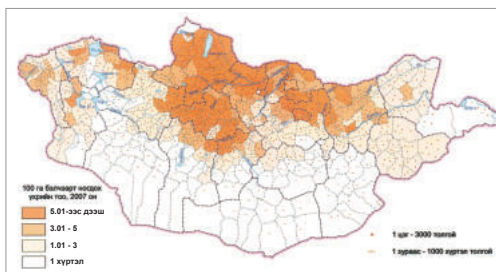 100 га бэлчээрт ногдох
үхрийн тоо, 2007 он
5.01-ээс дээш
3.01 - 5
1.01 - 3
1 хүртэл
1 цэг - 3000 толгой
1 зураас - 1000 хүртэл толгой